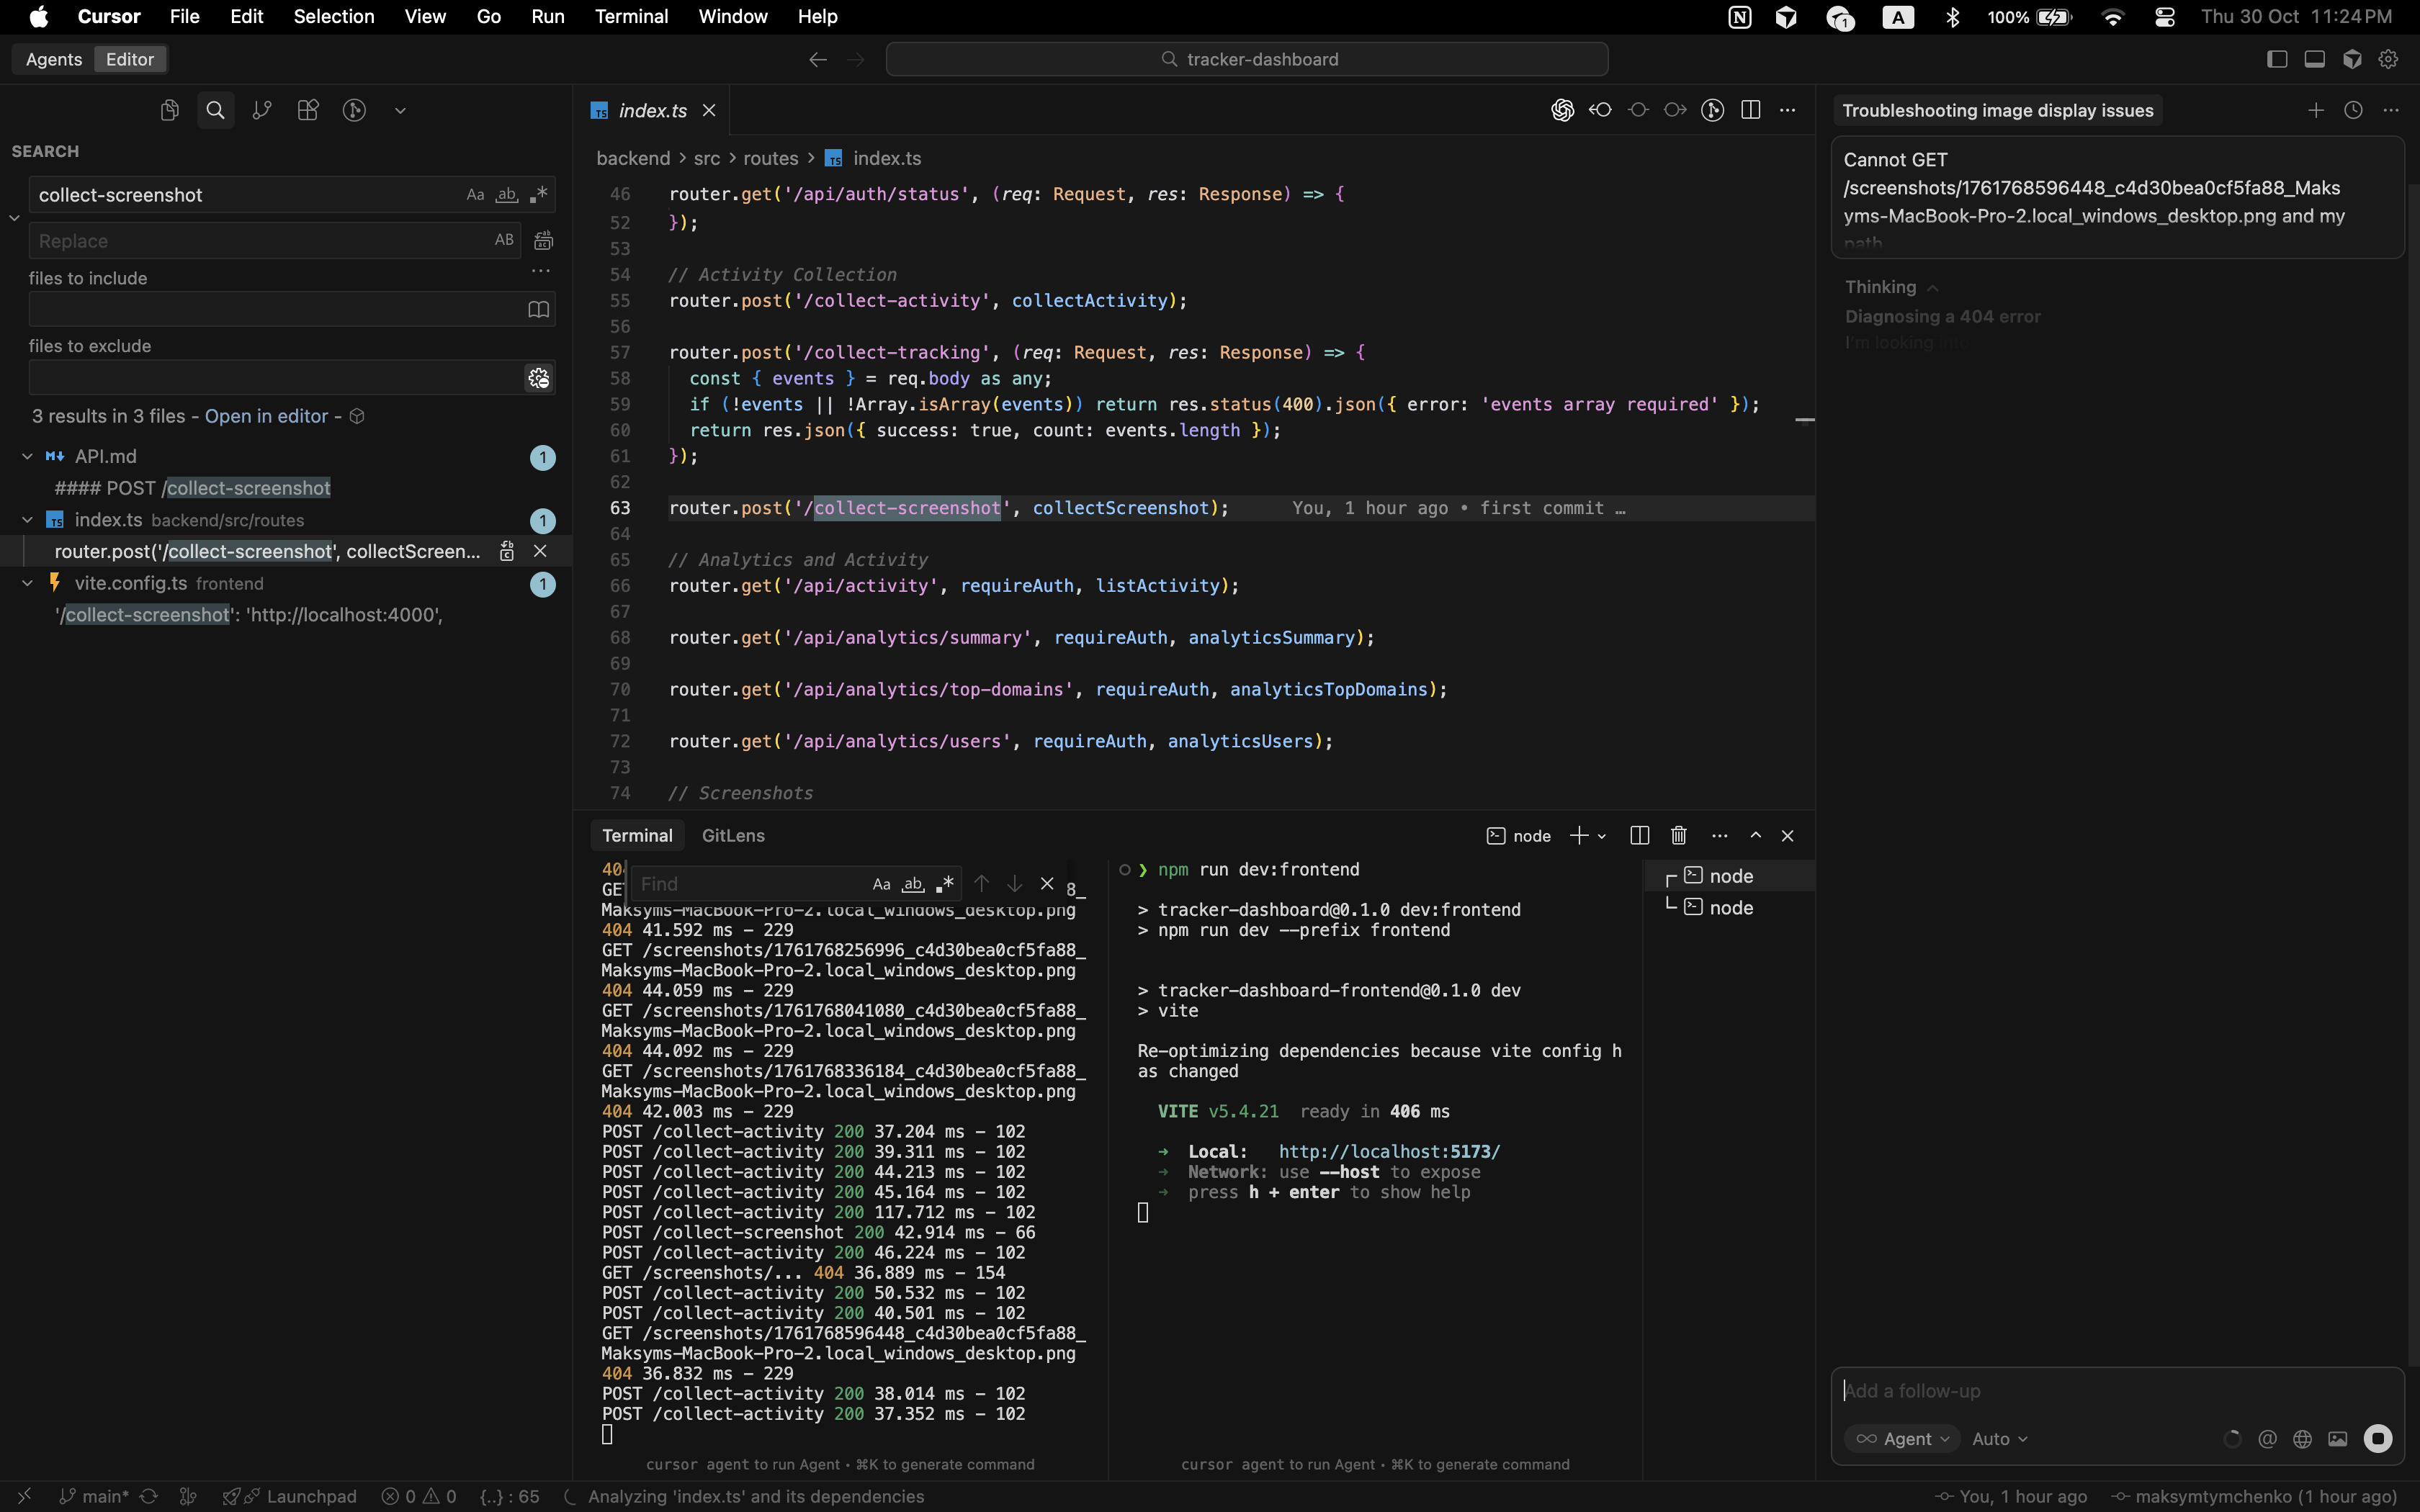 Cursor File Edit Selection View Go Run Terminal Window Help
N 1 A 100% Thu 30 Oct 11:24 PM
Agents Editor
tracker-dashboard
SEARCH
collect-screenshot Aa ab .*
Replace AB
files to include
files to exclude
3 results in 3 files - Open in editor -
API.md 1
#### POST /collect-screenshot
index.ts backend/src/routes 1
router.post('/collect-screenshot', collectScreen...
vite.config.ts frontend 1
'/collect-screenshot': 'http://localhost:4000',
TS index.ts
backend > src > routes > TS index.ts
46 router.get('/api/auth/status', (req: Request, res: Response) => {
52 });
53
54 // Activity Collection
55 router.post('/collect-activity', collectActivity);
56
57 router.post('/collect-tracking', (req: Request, res: Response) => {
58 const { events } = req.body as any;
59 if (!events || !Array.isArray(events)) return res.status(400).json({ error: 'events array required' });
60 return res.json({ success: true, count: events.length });
61 });
62
63 router.post('/collect-screenshot', collectScreenshot); You, 1 hour ago • first commit …
64
65 // Analytics and Activity
66 router.get('/api/activity', requireAuth, listActivity);
67
68 router.get('/api/analytics/summary', requireAuth, analyticsSummary);
69
70 router.get('/api/analytics/top-domains', requireAuth, analyticsTopDomains);
71
72 router.get('/api/analytics/users', requireAuth, analyticsUsers);
73
74 // Screenshots
Terminal GitLens
node
Find Aa ab .*
40
GET 8_
Maksyms-MacBook-Pro-2.local_windows_desktop.png
404 41.592 ms - 229
GET /screenshots/1761768256996_c4d30bea0cf5fa88_
Maksyms-MacBook-Pro-2.local_windows_desktop.png
404 44.059 ms - 229
GET /screenshots/1761768041080_c4d30bea0cf5fa88_
Maksyms-MacBook-Pro-2.local_windows_desktop.png
404 44.092 ms - 229
GET /screenshots/1761768336184_c4d30bea0cf5fa88_
Maksyms-MacBook-Pro-2.local_windows_desktop.png
404 42.003 ms - 229
POST /collect-activity 200 37.204 ms - 102
POST /collect-activity 200 39.311 ms - 102
POST /collect-activity 200 44.213 ms - 102
POST /collect-activity 200 45.164 ms - 102
POST /collect-activity 200 117.712 ms - 102
POST /collect-screenshot 200 42.914 ms - 66
POST /collect-activity 200 46.224 ms - 102
GET /screenshots/... 404 36.889 ms - 154
POST /collect-activity 200 50.532 ms - 102
POST /collect-activity 200 40.501 ms - 102
GET /screenshots/1761768596448_c4d30bea0cf5fa88_
Maksyms-MacBook-Pro-2.local_windows_desktop.png
404 36.832 ms - 229
POST /collect-activity 200 38.014 ms - 102
POST /collect-activity 200 37.352 ms - 102
cursor agent to run Agent • ⌘K to generate command
❯ npm run dev:frontend
> tracker-dashboard@0.1.0 dev:frontend
> npm run dev --prefix frontend
> tracker-dashboard-frontend@0.1.0 dev
> vite
Re-optimizing dependencies because vite config h
as changed
VITE v5.4.21 ready in 406 ms
➜ Local: http://localhost:5173/
➜ Network: use --host to expose
➜ press h + enter to show help
cursor agent to run Agent • ⌘K to generate command
node
node
Troubleshooting image display issues
Cannot GET
/screenshots/1761768596448_c4d30bea0cf5fa88_Maks
yms-MacBook-Pro-2.local_windows_desktop.png and my
path
Thinking
Diagnosing a 404 error
I'm looking into
Add a follow-up
Agent Auto
main* Launchpad 0 0 {..} : 65 Analyzing 'index.ts' and its dependencies
You, 1 hour ago maksymtymchenko (1 hour ago)